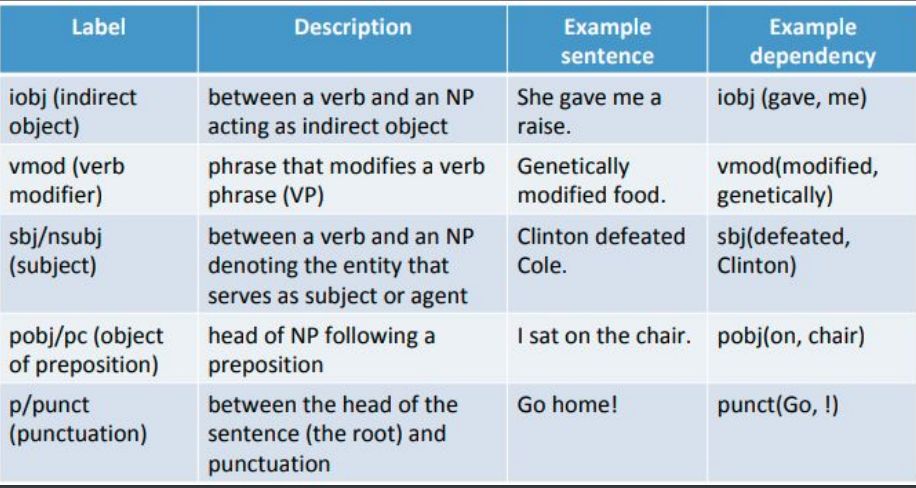 Label
Description
Example
sentence
Example
dependency
iobj (indirect
object)
between a verb and an NP
acting as indirect object
She gave me a
raise.
iobj (gave, me)
vmod (verb
modifier)
phrase that modifies a verb
phrase (VP)
Genetically
modified food.
vmod(modified,
genetically)
sbj/nsubj
(subject)
between a verb and an NP
denoting the entity that
serves as subject or agent
Clinton defeated
Cole.
sbj(defeated,
Clinton)
pobj/pc (object
of preposition)
head of NP following a
preposition
I sat on the chair.
pobj(on, chair)
p/punct
(punctuation)
between the head of the
sentence (the root) and
punctuation
Go home!
punct(Go, !)